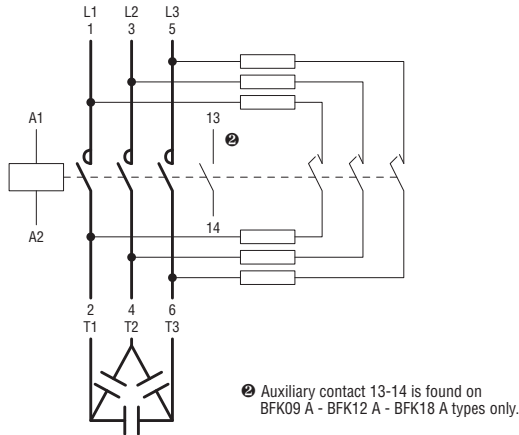 L1 L2 L3
1 3 5
A1
13
❷
A2
14
2 4 6
T1 T2 T3
❷ Auxiliary contact 13-14 is found on
BFK09 A - BFK12 A - BFK18 A types only.